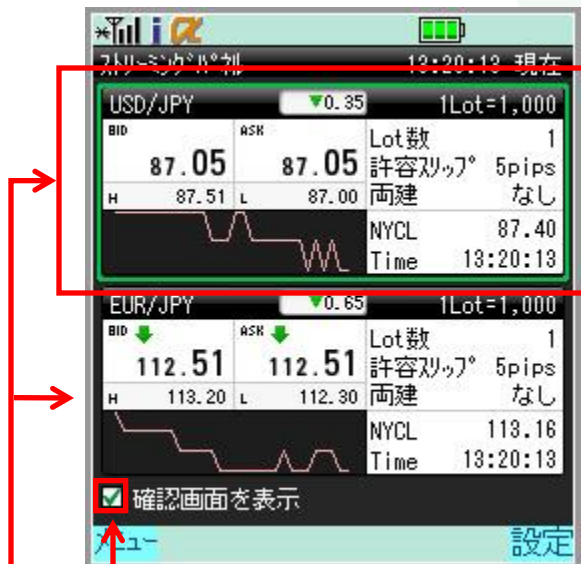 i α
ストリーミングパネル 13:20:13 現在
USD/JPY ▼0.35 1Lot=1,000
BID 87.05 ASK 87.05
H 87.51 L 87.00
Lot数 1
許容スリップ 5pips
両建 なし
NYCL 87.40
Time 13:20:13
EUR/JPY ▼0.65 1Lot=1,000
BID 112.51 ASK 112.51
H 113.20 L 112.30
Lot数 1
許容スリップ 5pips
両建 なし
NYCL 113.16
Time 13:20:13
確認画面を表示
メニュー 設定